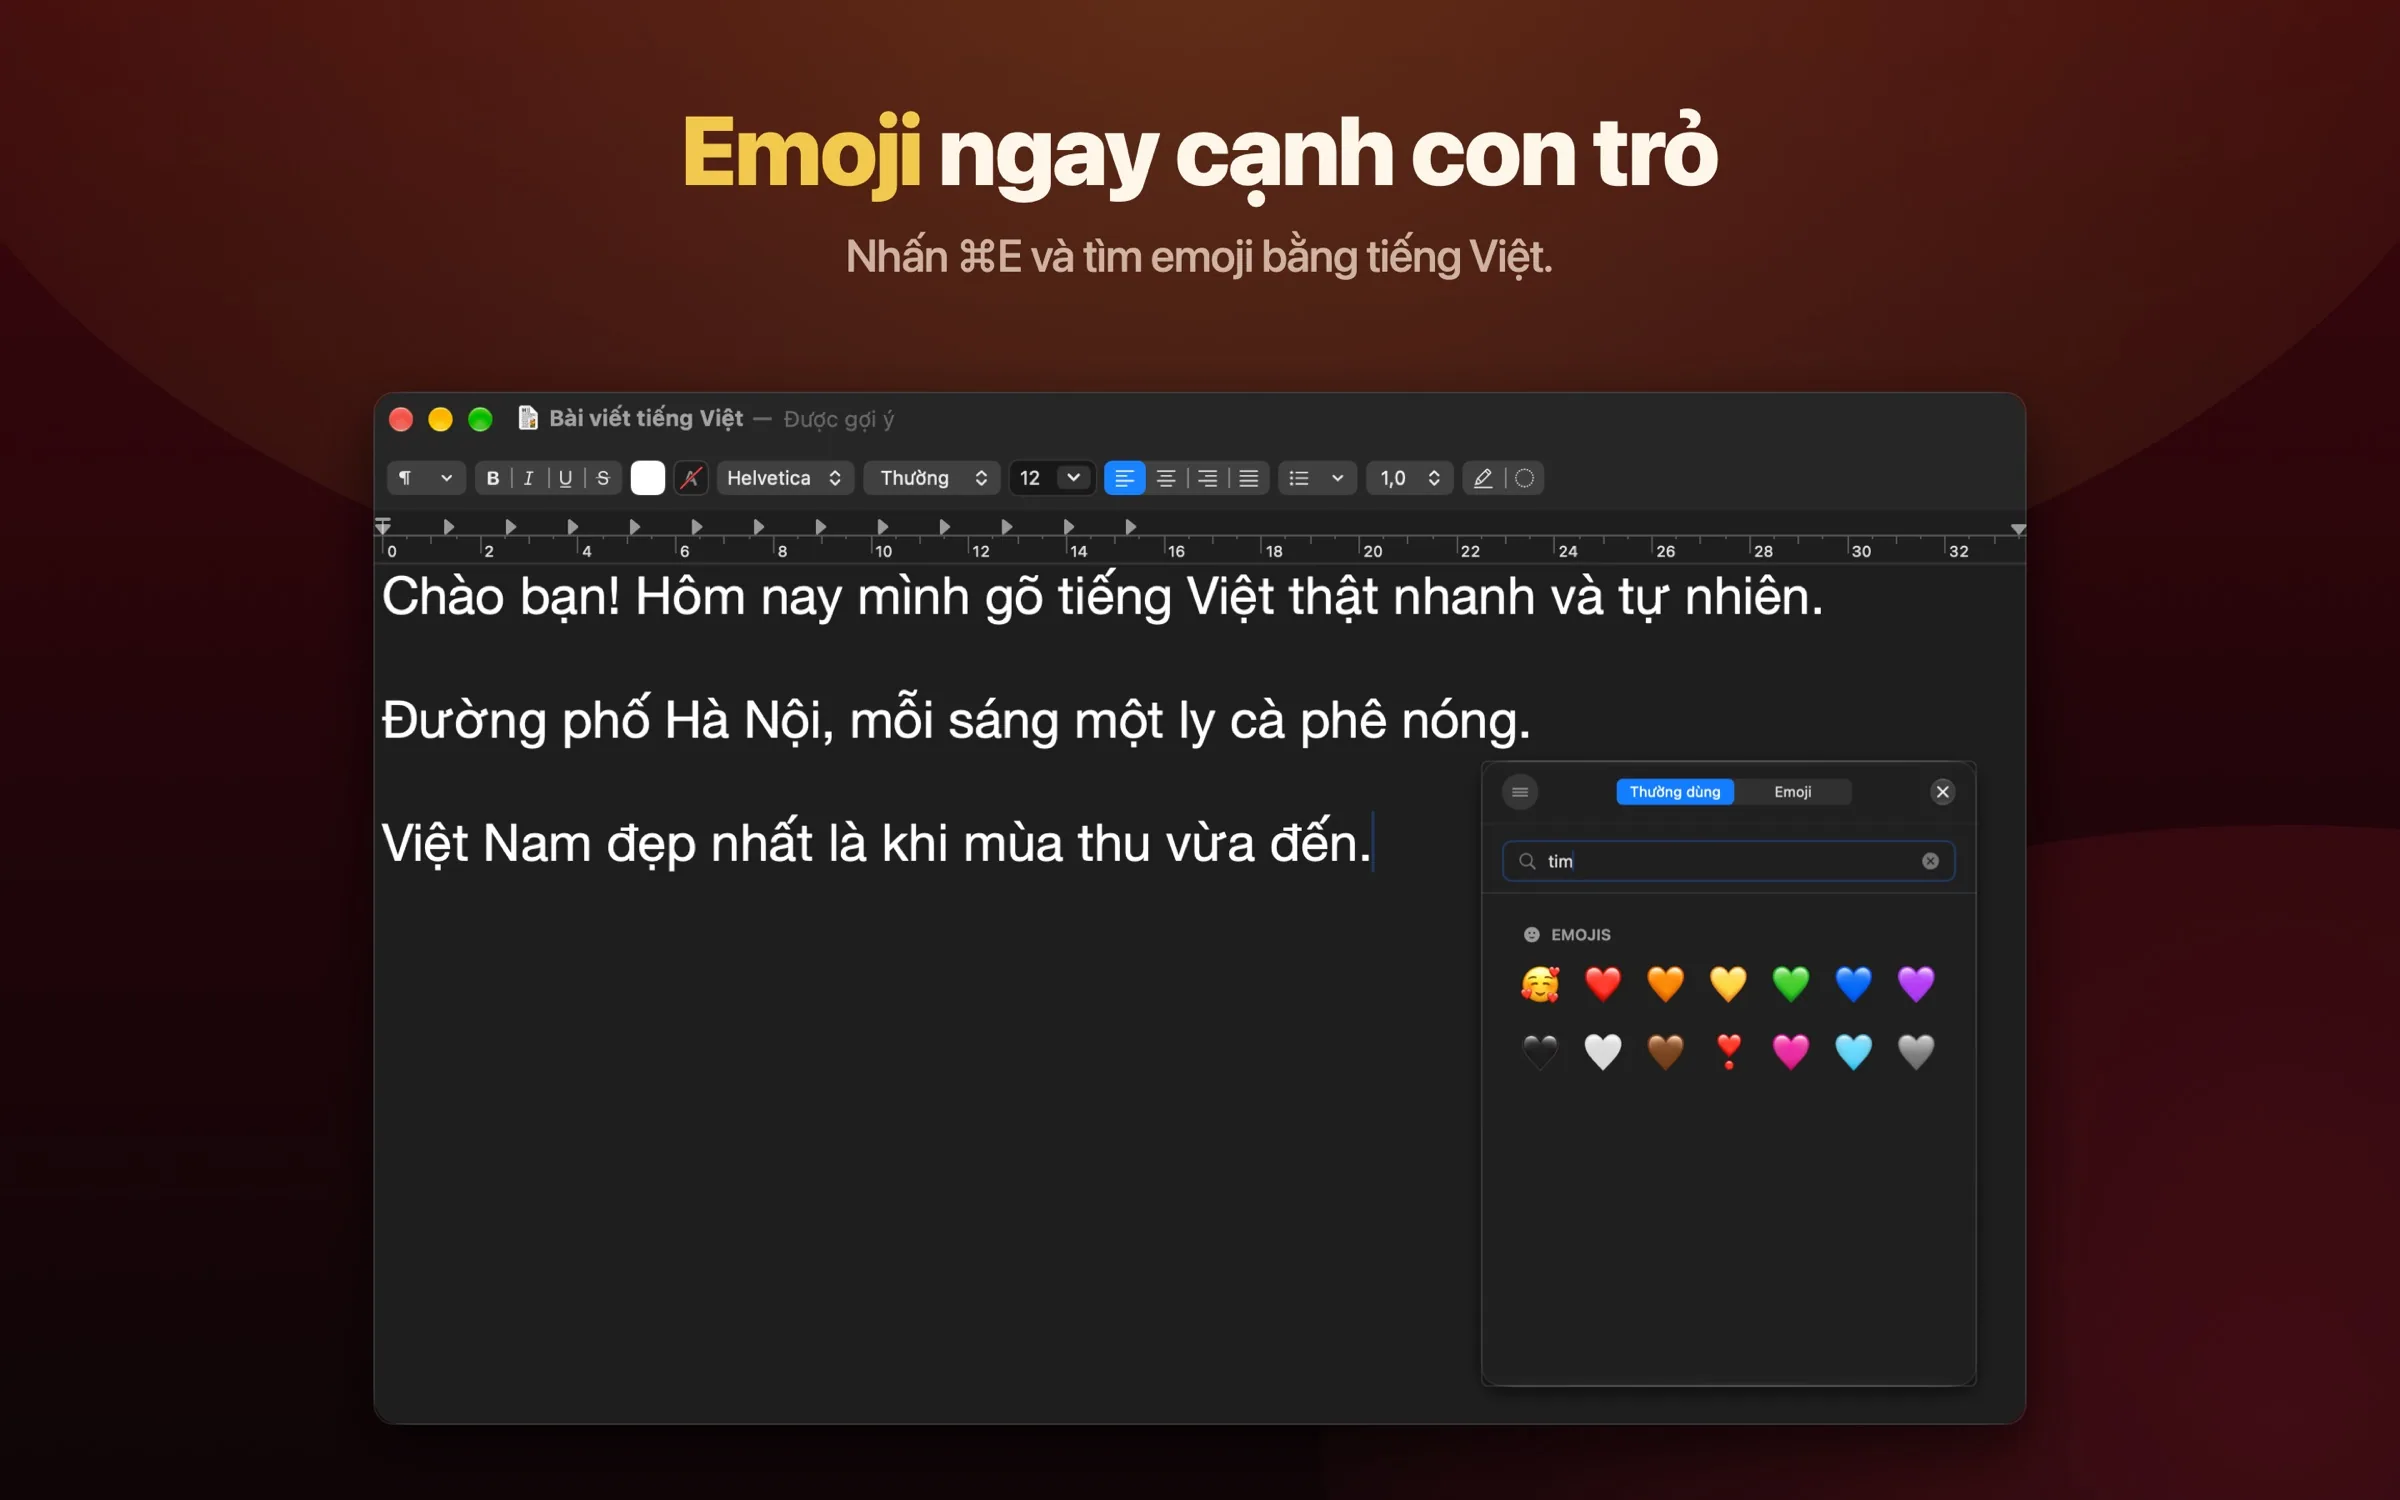 Emoji ngay cạnh con trỏ
Nhấn ⌘E và tìm emoji bằng tiếng Việt.
Bài viết tiếng Việt — Được gợi ý
¶ B I U S A Helvetica Thường 12 1,0
0 2 4 6 8 10 12 14 16 18 20 22 24 26 28 30 32
Chào bạn! Hôm nay mình gõ tiếng Việt thật nhanh và tự nhiên.
Đường phố Hà Nội, mỗi sáng một ly cà phê nóng.
Việt Nam đẹp nhất là khi mùa thu vừa đến.
Thường dùng Emoji
tim
EMOJIS